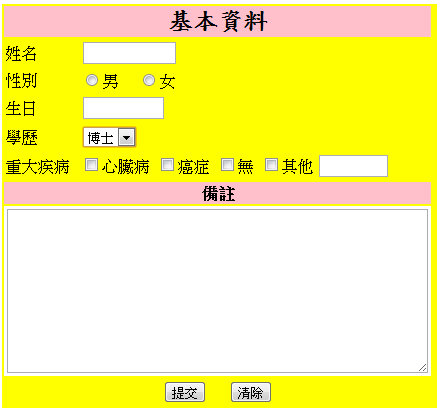 基本資料
姓名
性別 男 女
生日
學歷 博士
重大疾病 心臟病 癌症 無 其他
備註
提交 清除